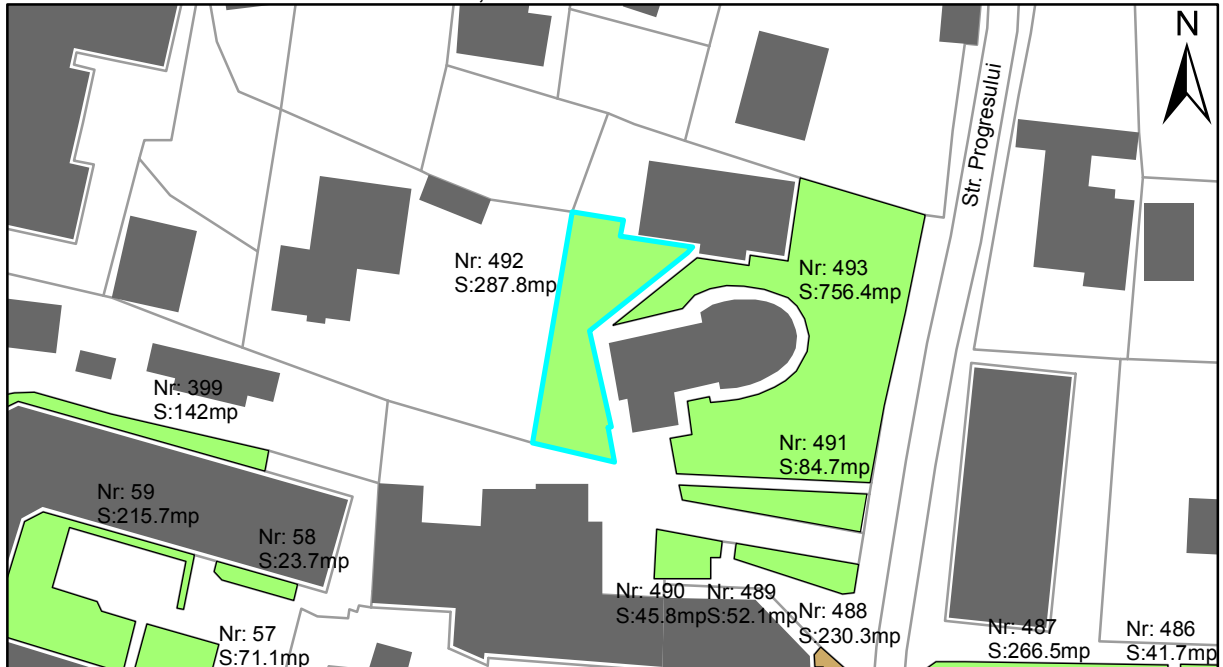 N
Str. Progresului
Nr: 492
S:287.8mp
Nr: 493
S:756.4mp
Nr: 399
S:142mp
Nr: 491
S:84.7mp
Nr: 59
S:215.7mp
Nr: 58
S:23.7mp
Nr: 490
S:45.8mp
Nr: 489
S:52.1mp
Nr: 488
S:230.3mp
Nr: 487
S:266.5mp
Nr: 486
S:41.7mp
Nr: 57
S:71.1mp